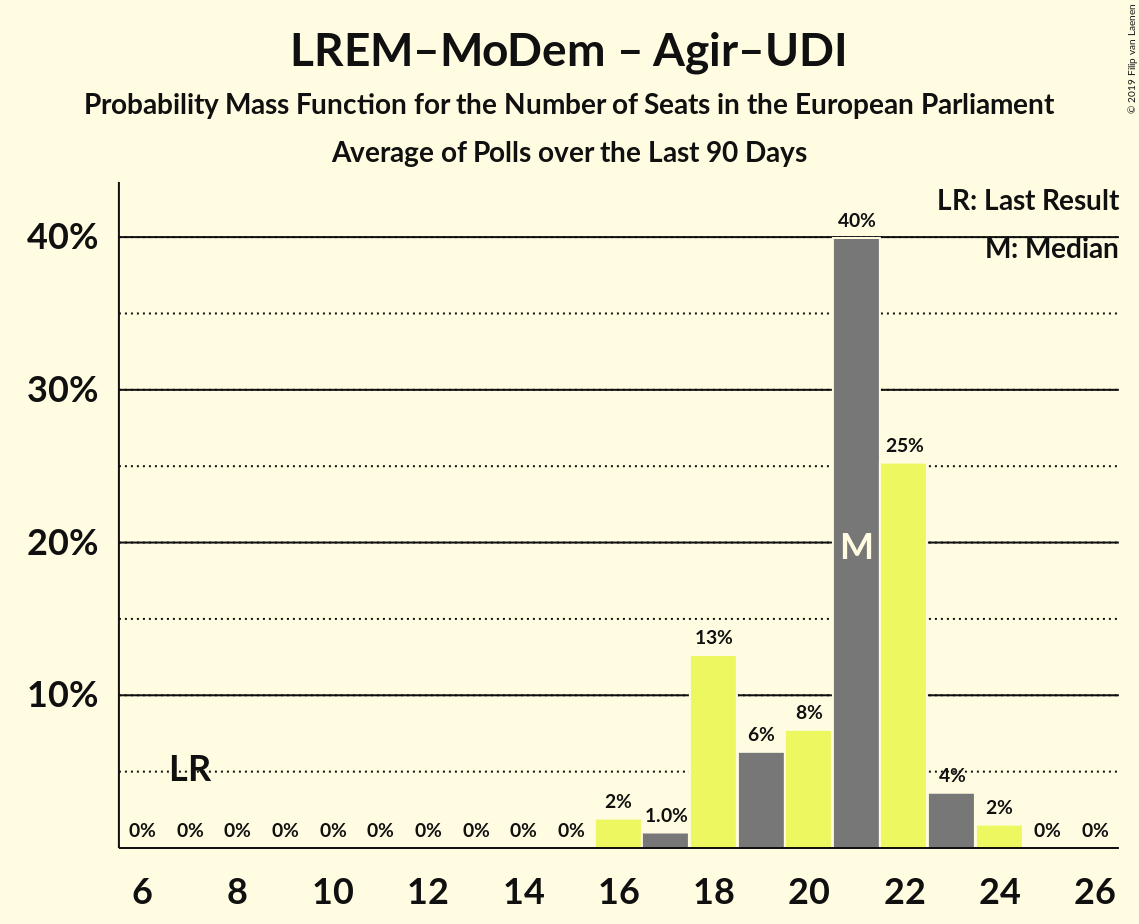 LREM–MoDem – Agir–UDI
Probability Mass Function for the Number of Seats in the European Parliament
Average of Polls over the Last 90 Days
© 2019 Filip van Laenen
LR: Last Result
M: Median
40%
30%
20%
10%
LR
M
0% 0% 0% 0% 0% 0% 0% 0% 0% 0% 2% 1.0% 13% 6% 8% 40% 25% 4% 2% 0% 0%
6 8 10 12 14 16 18 20 22 24 26